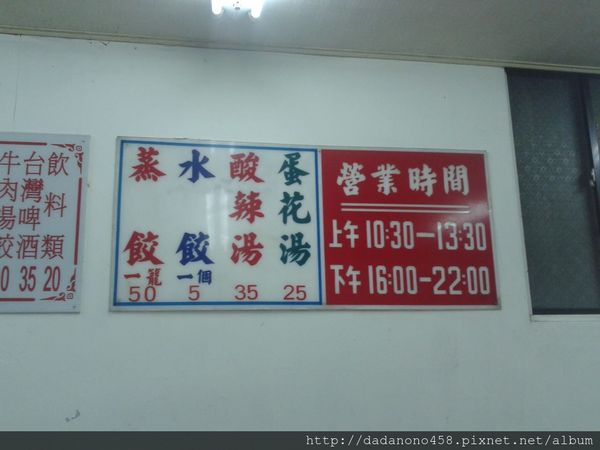 蛋花湯 25
酸辣湯 35
水餃 一個 5
蒸餃 一籠 50
營業時間
上午10:30—13:30
下午16:00—22:00
飲料類 20
台灣啤酒 35
牛肉湯餃
http://dadanono458.pixnet.net/album